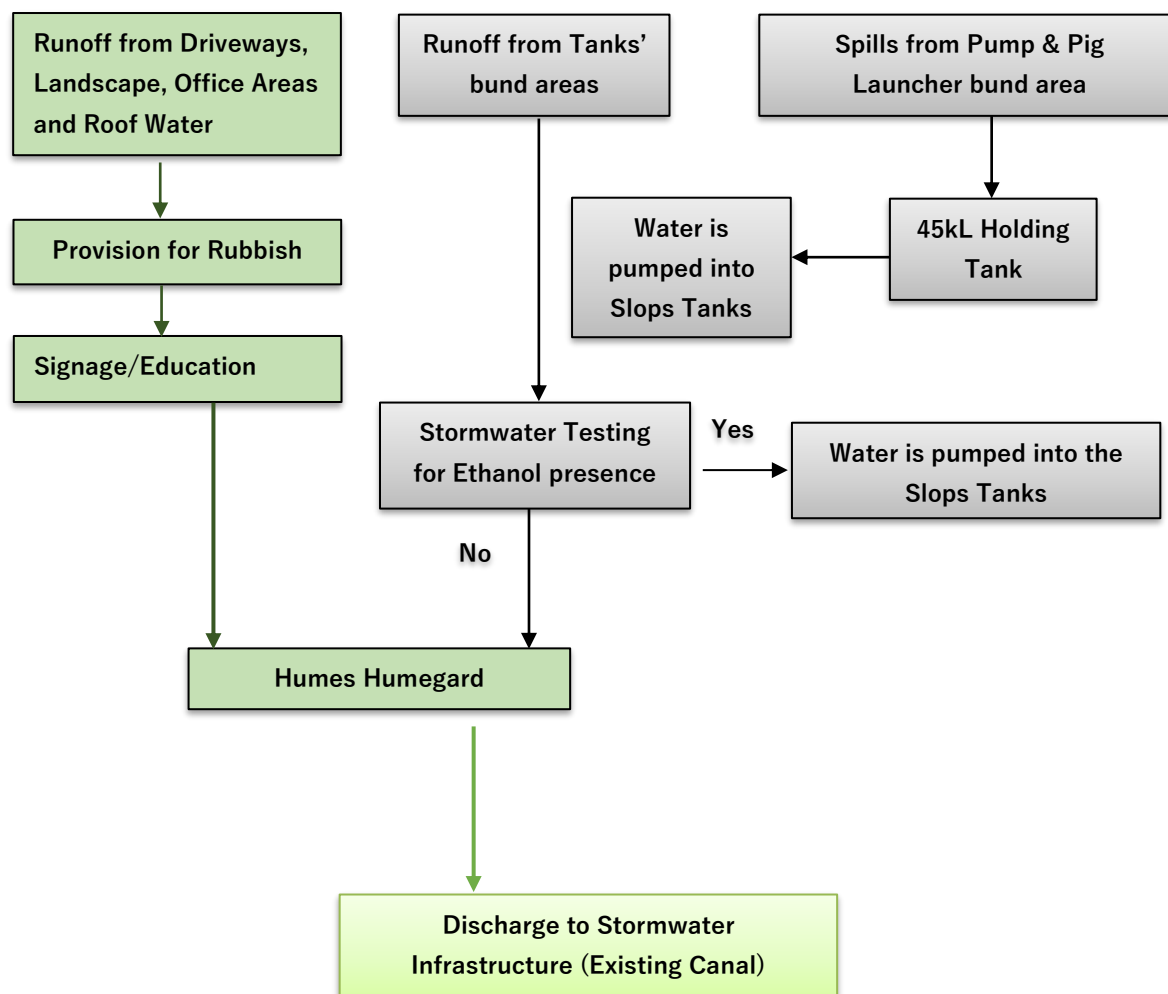 Runoff from Driveways,
Landscape, Office Areas
and Roof Water
Runoff from Tanks'
bund areas
Spills from Pump & Pig
Launcher bund area
Provision for Rubbish
Water is
pumped into
Slops Tanks
45kL Holding
Tank
Signage/Education
Stormwater Testing
for Ethanol presence
Yes
Water is pumped into the
Slops Tanks
No
Humes Humegard
Discharge to Stormwater
Infrastructure (Existing Canal)